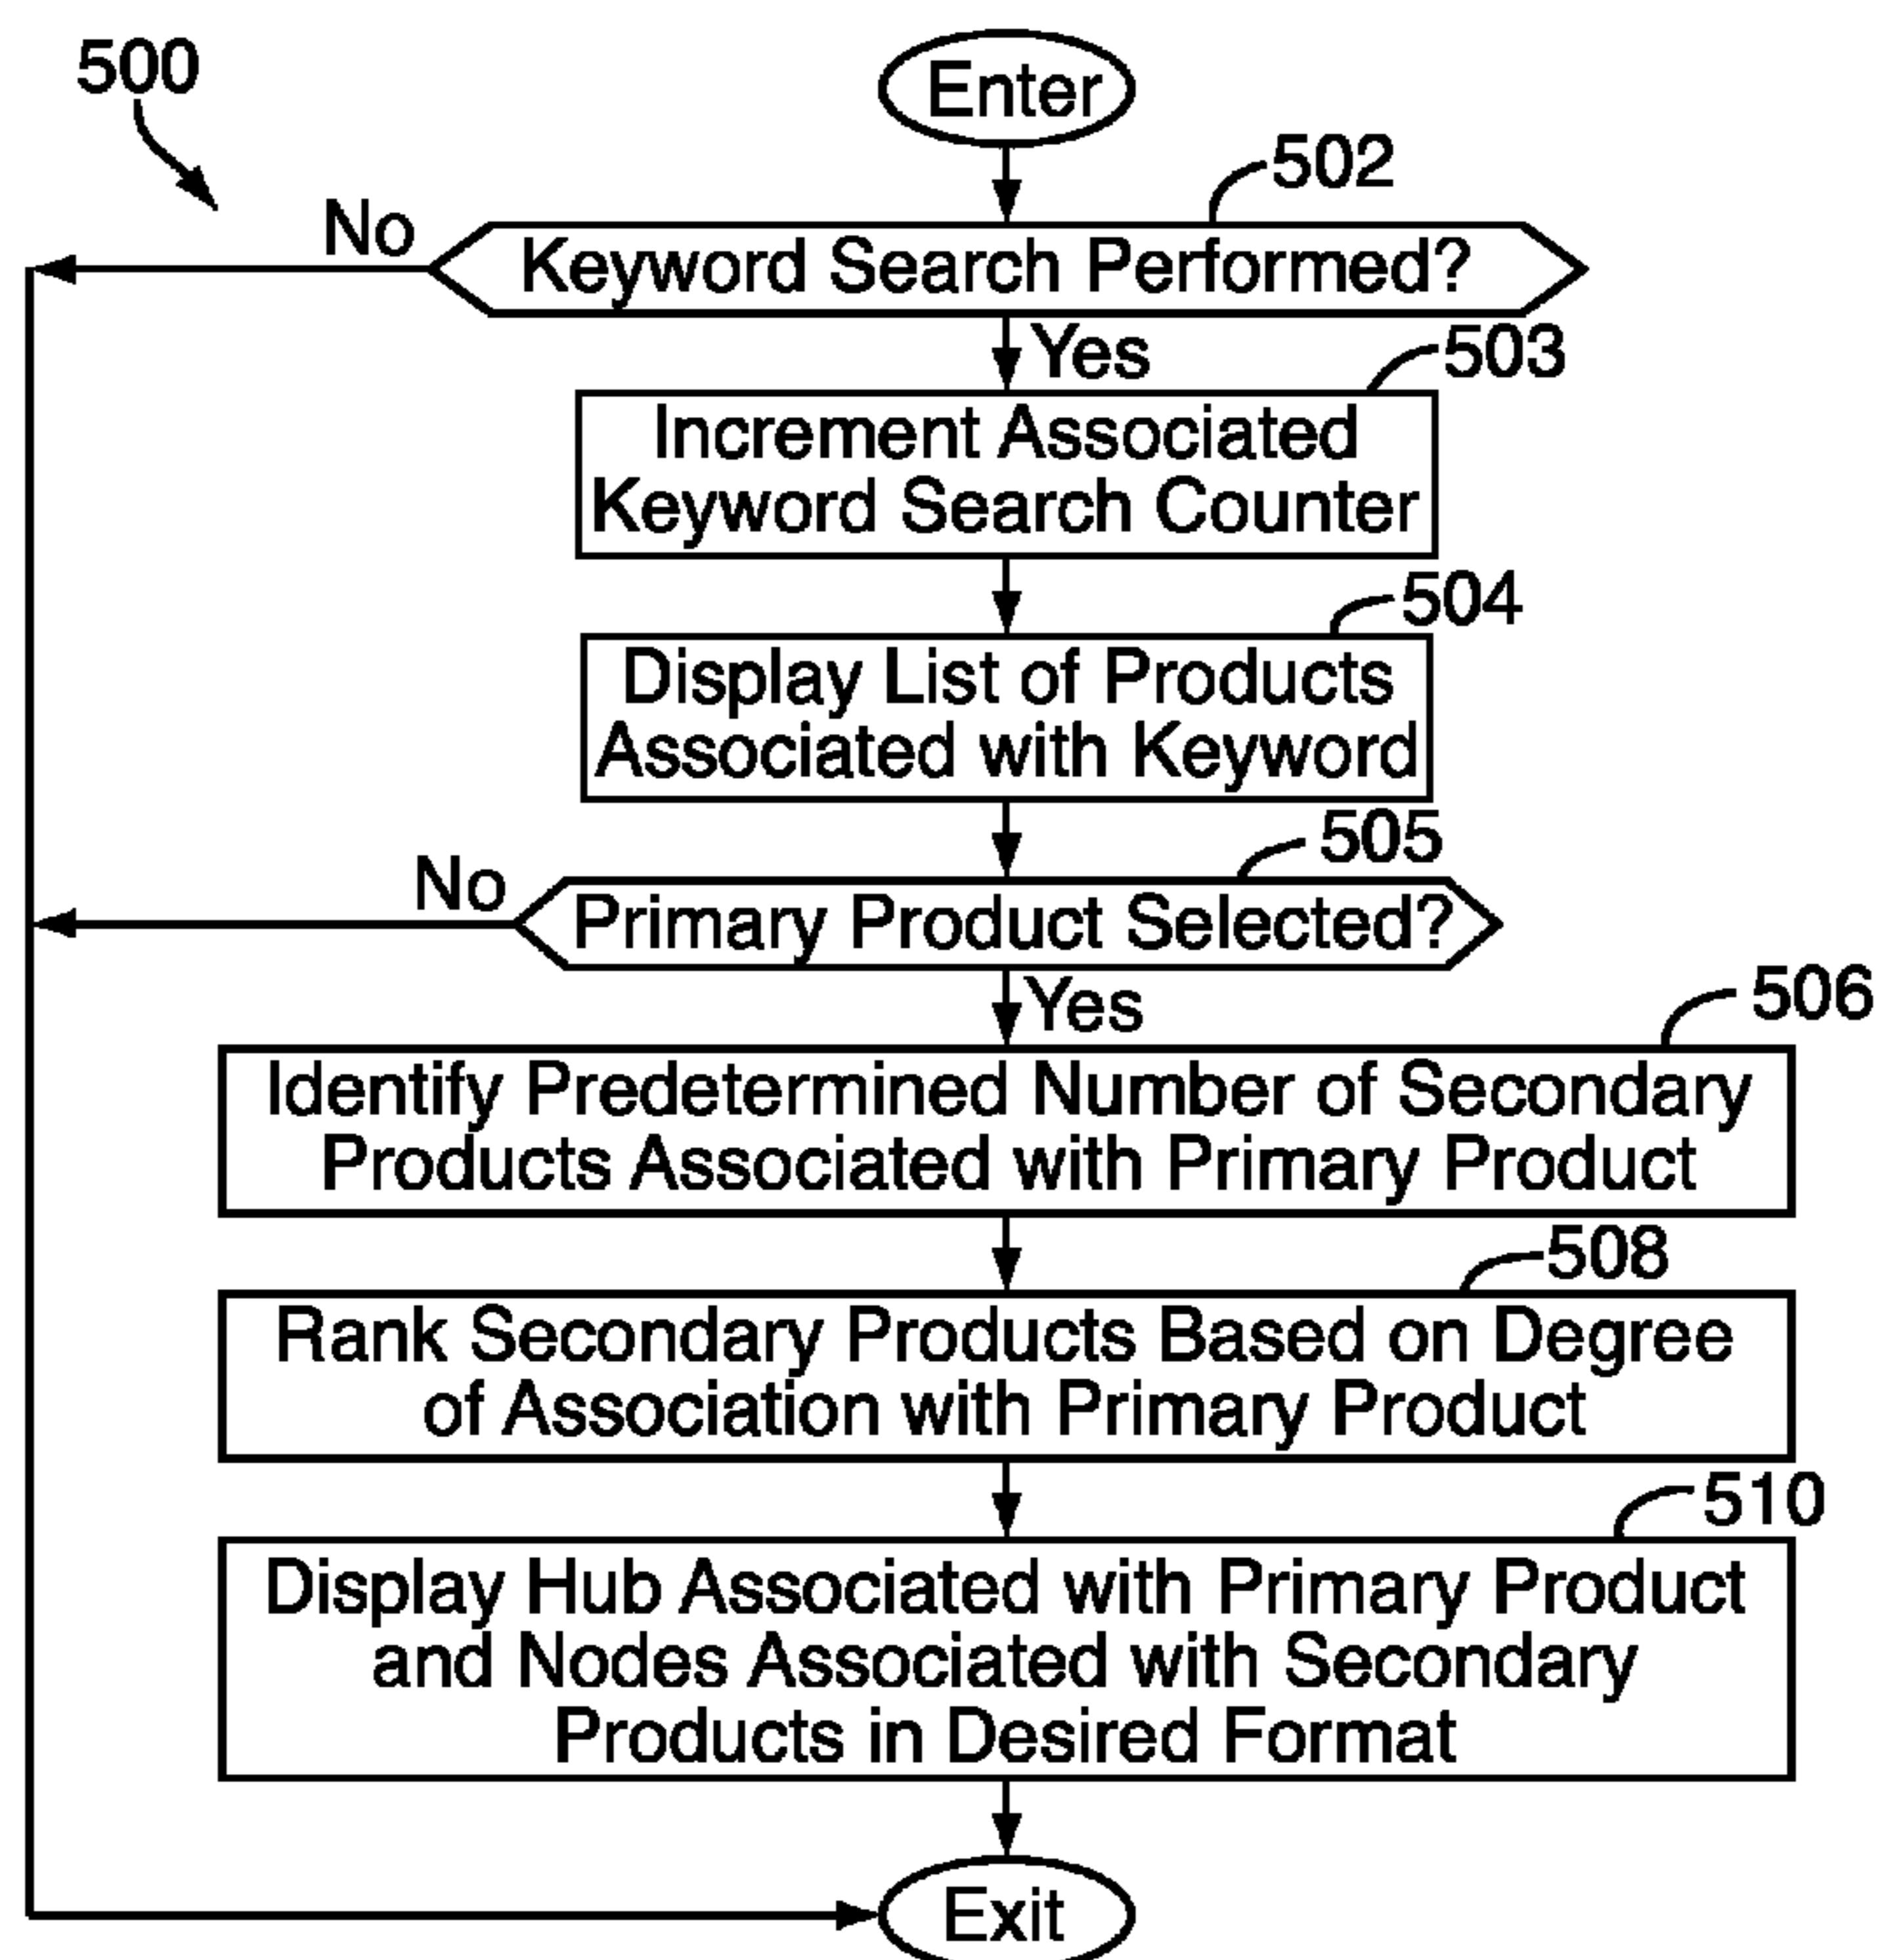 500
Enter
502
No
Keyword Search Performed?
Yes
503
Increment Associated
Keyword Search Counter
504
Display List of Products
Associated with Keyword
505
No
Primary Product Selected?
Yes
506
Identify Predetermined Number of Secondary
Products Associated with Primary Product
508
Rank Secondary Products Based on Degree
of Association with Primary Product
510
Display Hub Associated with Primary Product
and Nodes Associated with Secondary
Products in Desired Format
Exit